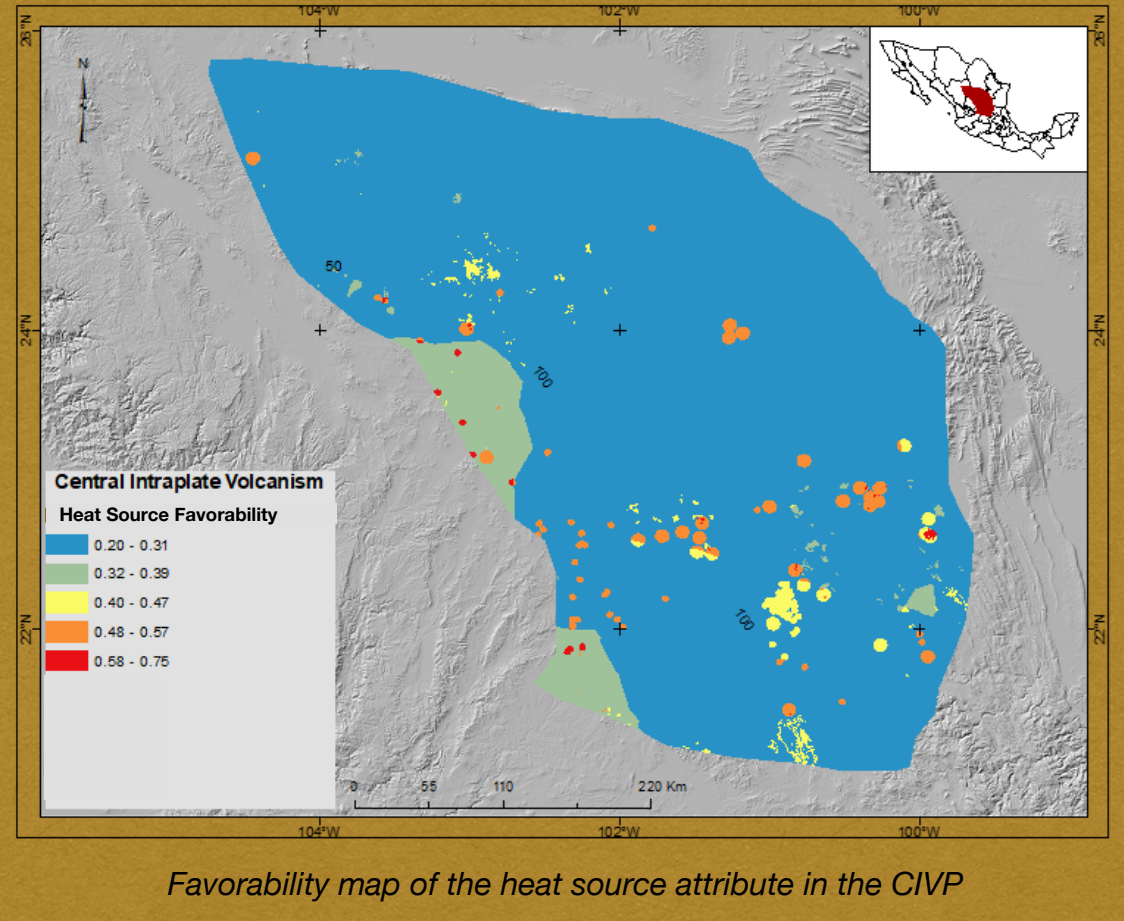 104°W 102°W 100°W
26°N 26°N
N
50
24°N 24°N
100
Central Intraplate Volcanism
Heat Source Favorability
0.20 - 0.31
0.32 - 0.39
0.40 - 0.47
0.48 - 0.57
0.58 - 0.75
100
22°N 22°N
0 55 110 220 Km
104°W 102°W 100°W
Favorability map of the heat source attribute in the CIVP